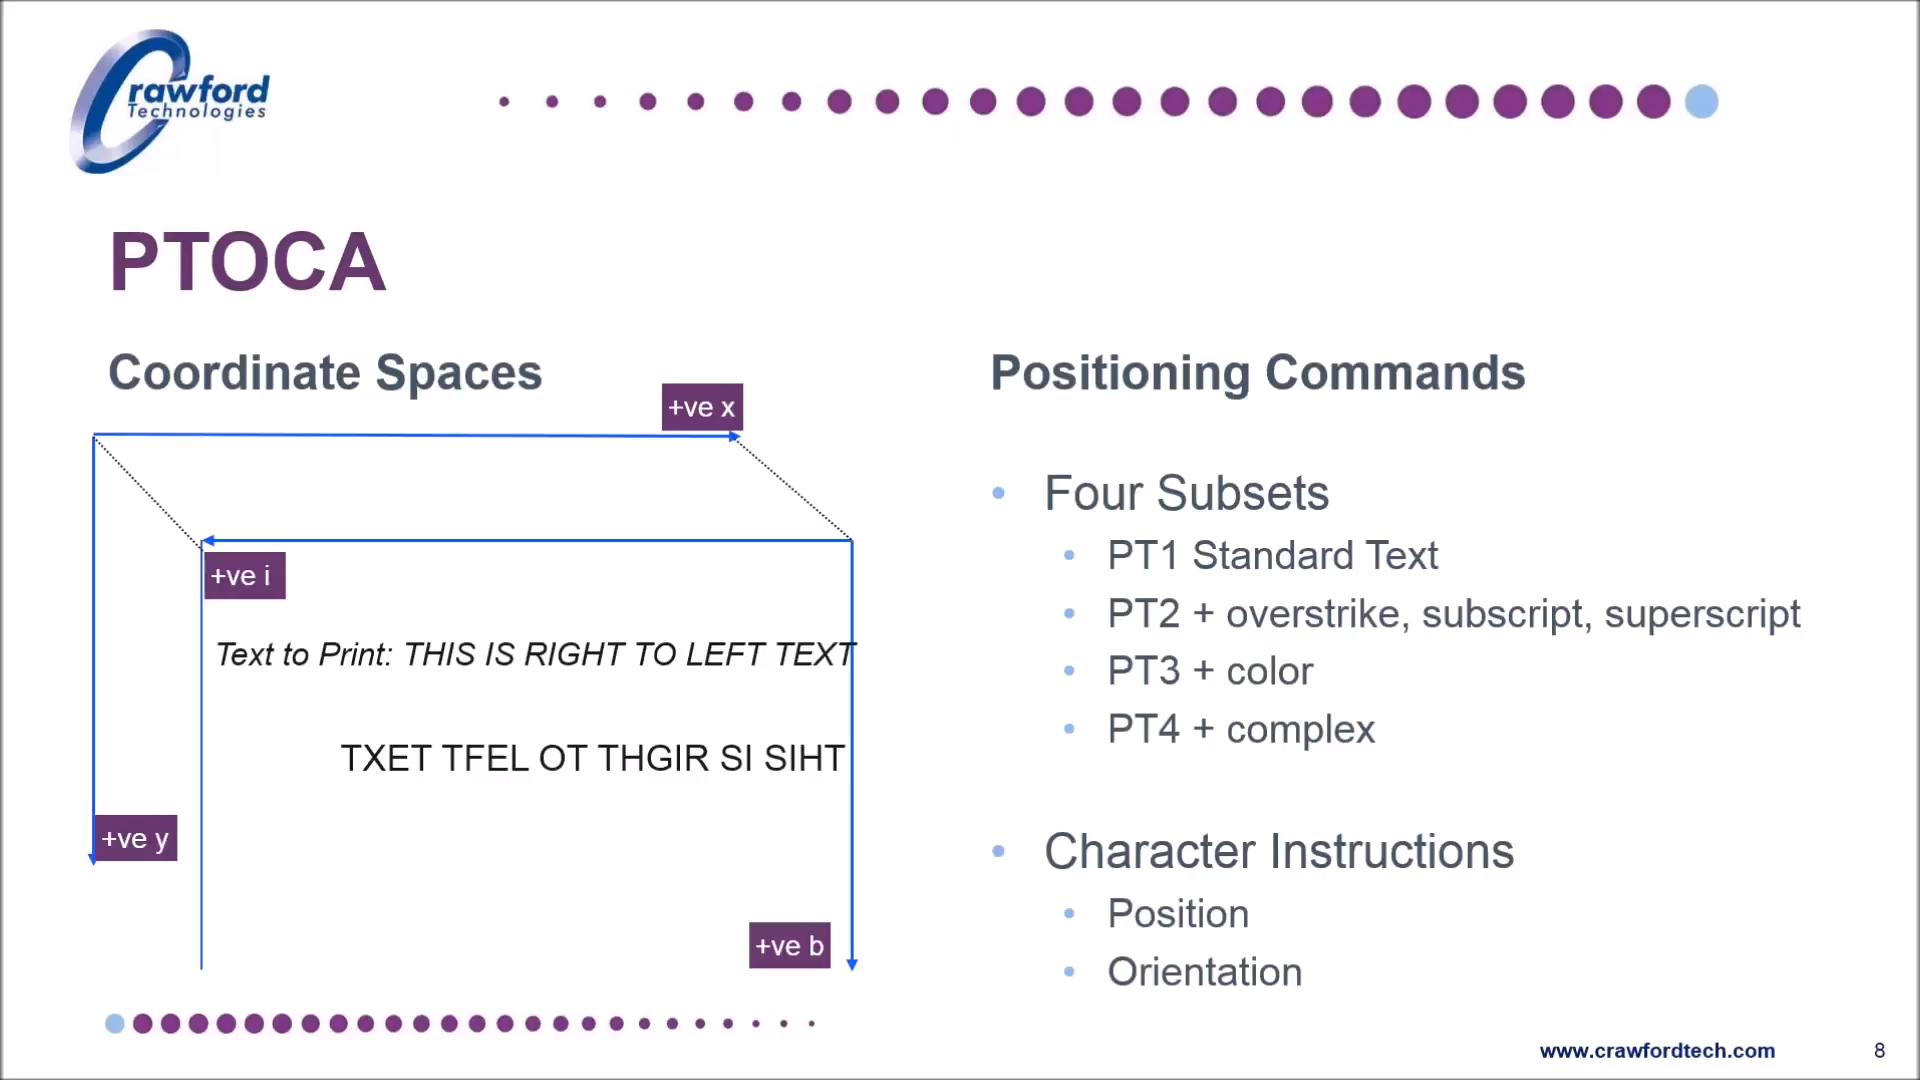 Crawford
Technologies
PTOCA
Coordinate Spaces
+ve x
+ve i
Text to Print: THIS IS RIGHT TO LEFT TEXT
TXET TFEL OT THGIR SI SIHT
+ve y
+ve b
Positioning Commands
• Four Subsets
• PT1 Standard Text
• PT2 + overstrike, subscript, superscript
• PT3 + color
• PT4 + complex
• Character Instructions
• Position
• Orientation
www.crawfordtech.com
8